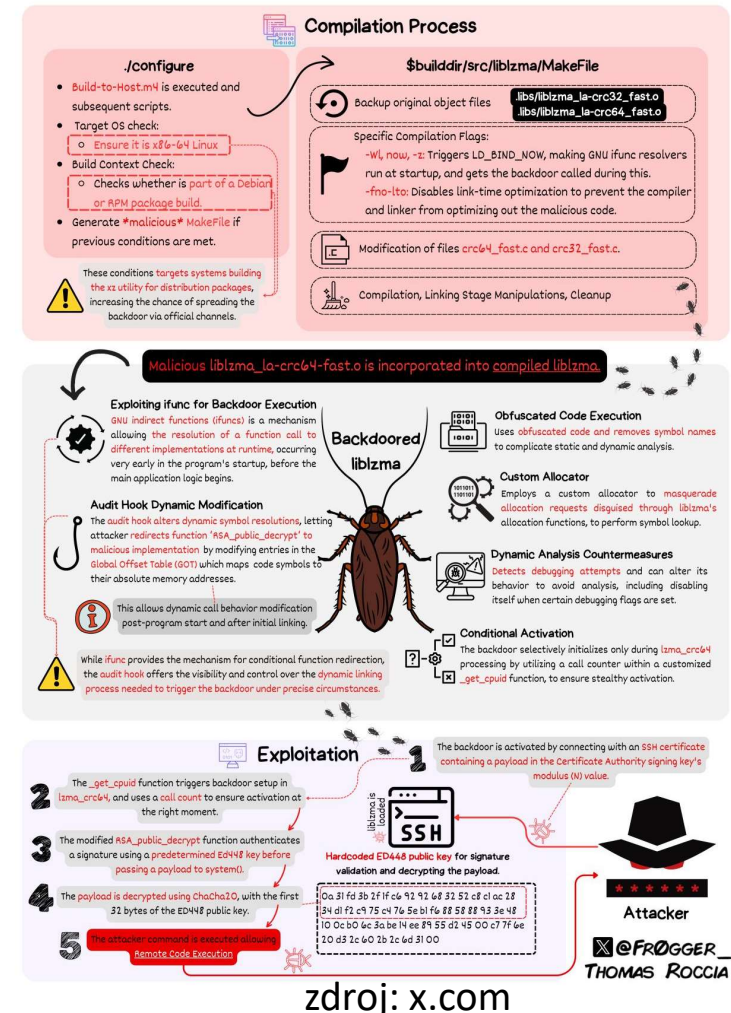 Compilation Process
./configure
Build-to-Host.m4 is executed and
subsequent scripts.
Target OS check:
Ensure it is x86-64 Linux
Build Context Check:
Checks whether is part of a Debian
or RPM package build.
Generate *malicious* MakeFile if
previous conditions are met.
These conditions targets systems building
the xz utility for distribution packages,
increasing the chance of spreading the
backdoor via official channels.
$builddir/src/liblzma/MakeFile
Backup original object files
.libs/liblzma_la-crc32_fast.o
.libs/liblzma_la-crc64_fast.o
Specific Compilation Flags:
-Wl, now, -z: Triggers LD_BIND_NOW, making GNU ifunc resolvers
run at startup, and gets the backdoor called during this.
-fno-lto: Disables link-time optimization to prevent the compiler
and linker from optimizing out the malicious code.
.C
Modification of files crc64_fast.c and crc32_fast.c.
Compilation, Linking Stage Manipulations, Cleanup
Malicious liblzma_la-crc64-fast.o is incorporated into compiled liblzma.
Exploiting ifunc for Backdoor Execution
GNU indirect functions (ifuncs) is a mechanism
allowing the resolution of a function call to
different implementations at runtime, occurring
very early in the program's startup, before the
main application logic begins.
Audit Hook Dynamic Modification
The audit hook alters dynamic symbol resolutions, letting
attacker redirects function 'RSA_public_decrypt' to
malicious implementation by modifying entries in the
Global Offset Table (GOT) which maps code symbols to
their absolute memory addresses.
This allows dynamic call behavior modification
post-program start and after initial linking.
While ifunc provides the mechanism for conditional function redirection,
the audit hook offers the visibility and control over the dynamic linking
process needed to trigger the backdoor under precise circumstances.
Backdoored
liblzma
Obfuscated Code Execution
Uses obfuscated code and removes symbol names
to complicate static and dynamic analysis.
Custom Allocator
1011011
1101101
Employs a custom allocator to masquerade
allocation requests disguised through liblzma's
allocation functions, to perform symbol lookup.
Dynamic Analysis Countermeasures
Detects debugging attempts and can alter its
behavior to avoid analysis, including disabling
itself when certain debugging flags are set.
Conditional Activation
The backdoor selectively initializes only during lzma_crc64
processing by utilizing a call counter within a customized
_get_cpuid function, to ensure stealthy activation.
Exploitation
1
The backdoor is activated by connecting with an SSH certificate
containing a payload in the Certificate Authority signing key's
modulus (N) value.
2
The _get_cpuid function triggers backdoor setup in
lzma_crc64, and uses a call count to ensure activation at
the right moment.
3
The modified RSA_public_decrypt function authenticates
a signature using a predetermined Ed448 key before
passing a payload to system().
4
The payload is decrypted using ChaCha20, with the first
32 bytes of the ED448 public key.
5
The attacker command is executed allowing
Remote Code Execution
liblzma is
loaded
SSH
Hardcoded ED448 public key for signature
validation and decrypting the payload.
0a 31 fd 3b 2f 1f c6 92 92 68 32 52 c8 c1 ac 28
34 d1 f2 c9 75 c4 76 5e b1 f6 88 58 88 93 3e 48
10 0c b0 6c 3a be 14 ee 89 55 d2 45 00 c7 7f 6e
20 d3 2c 60 2b 2c 6d 31 00
******
Attacker
X @FR0GGER_
THOMAS ROCCIA
zdroj: x.com